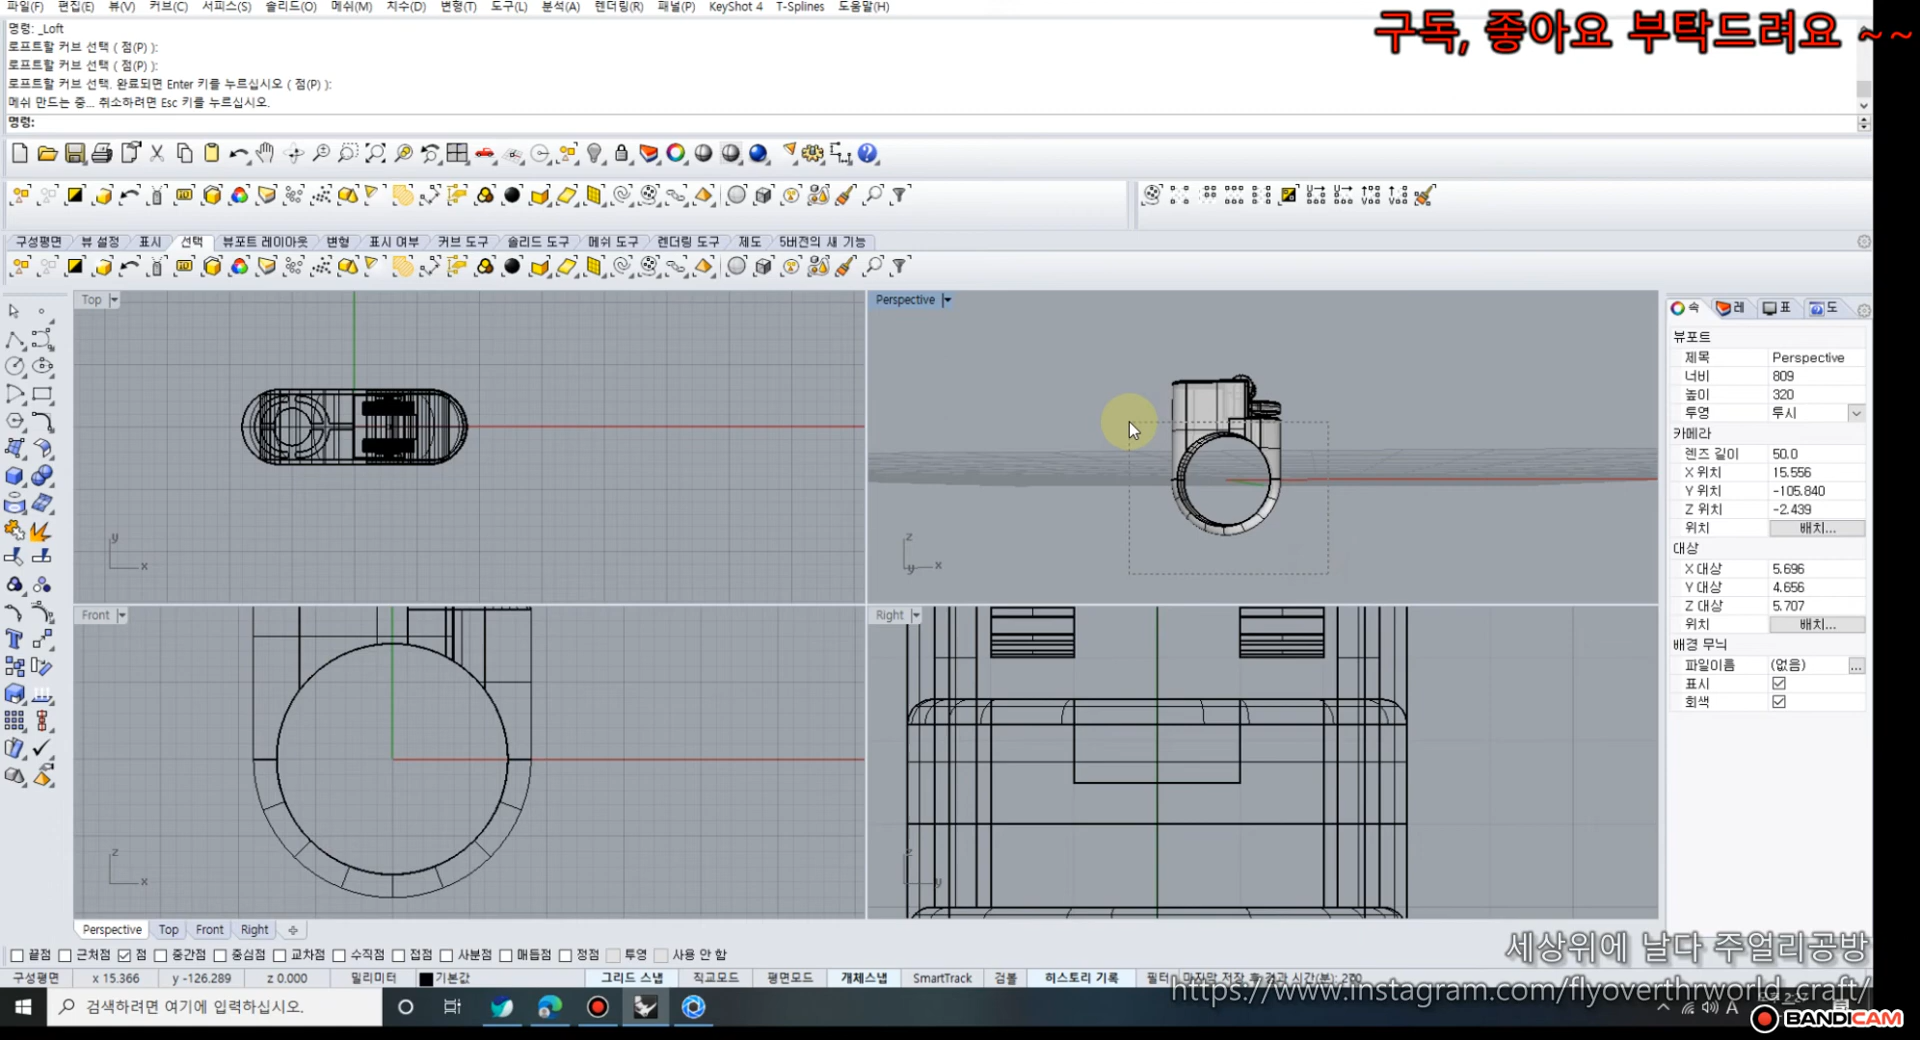 파일(F) 편집(E) 뷰(V) 커브(C) 서피스(S) 솔리드(O) 메쉬(M) 치수(D) 변형(T) 도구(L) 분석(A) 렌더링(R) 패널(P) KeyShot 4 T-Splines 도움말(H)
구독, 좋아요 부탁드려요 ~~
명령: _Loft
로프트할 커브 선택 ( 점(P) ):
로프트할 커브 선택 ( 점(P) ):
로프트할 커브 선택. 완료되면 Enter 키를 누르십시오 ( 점(P) ):
메쉬 만드는 중... 취소하려면 Esc 키를 누르십시오.
명령:
구성평면 뷰 설정 표시 선택 뷰포트 레이아웃 변형 표시 여부 커브 도구 솔리드 도구 메쉬 도구 렌더링 도구 제도 5버전의 새 기능
Top
Perspective
속 레 표 도
뷰포트
제목 Perspective
너비 809
높이 320
투영 투시
카메라
렌즈 길이 50.0
X 위치 15.556
Y 위치 -105.840
Z 위치 -2.439
위치 배치...
대상
X 대상 5.696
Y 대상 4.656
Z 대상 5.707
위치 배치...
배경 무늬
파일이름 (없음) ...
표시
회색
y
x
z
y
x
Front
Right
z
x
z
y
Perspective Top Front Right
끝점 근처점 점 중간점 중심점 교차점 수직점 접점 사분점 매듭점 정점 투영 사용 안 함
세상위에 날다 주얼리공방
구성평면 x 15.366 y -126.289 z 0.000 밀리미터 기본값 그리드 스냅 직교모드 평면모드 개체스냅 SmartTrack 검볼 히스토리 기록 필터 마지막 저장 후 경과 시간(분):
https://www.instagram.com/flyoverthrworld_craft/
검색하려면 여기에 입력하십시오.
A
BANDICAM